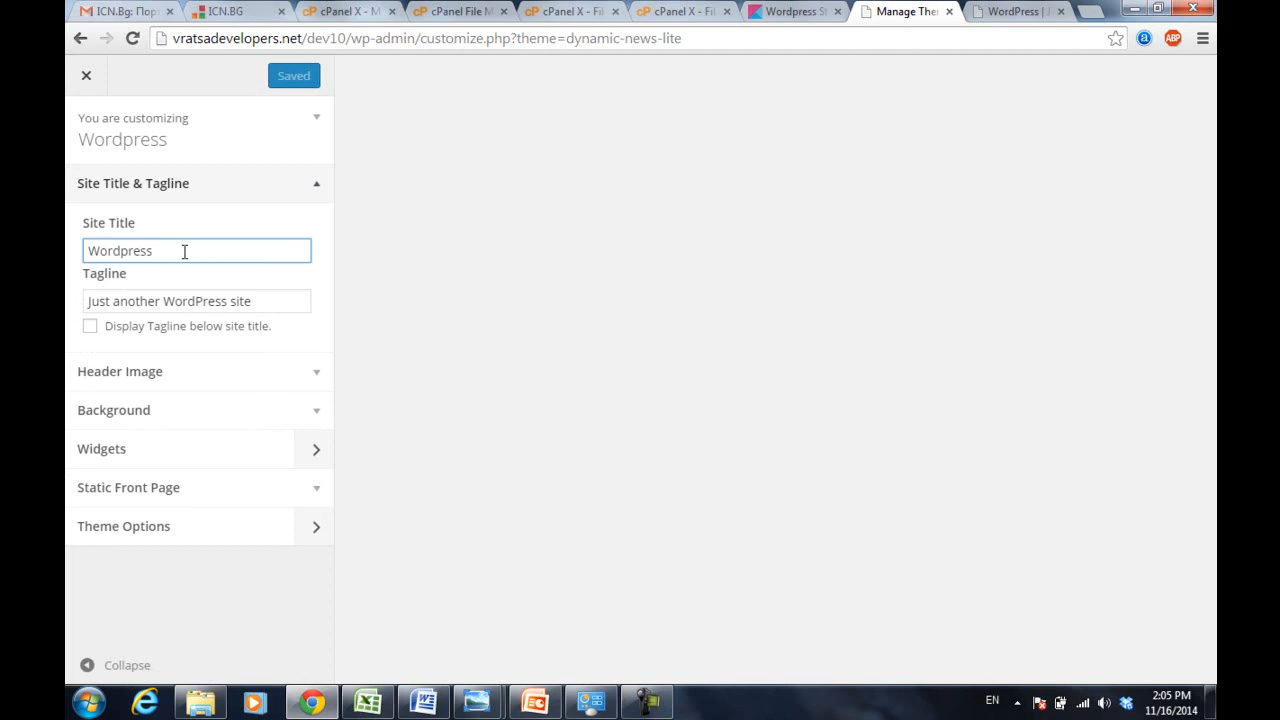 ICN.Bg: Пор
ICN.BG
cPanel X - M
cPanel File M
cPanel X - Fil
cPanel X - Fil
Wordpress S
Manage The
WordPress | J
vratsadevelopers.net/dev10/wp-admin/customize.php?theme=dynamic-news-lite
ABP
Saved
You are customizing
Wordpress
Site Title & Tagline
Site Title
Wordpress
Tagline
Just another WordPress site
Display Tagline below site title.
Header Image
Background
Widgets
Static Front Page
Theme Options
Collapse
EN
2:05 PM
11/16/2014